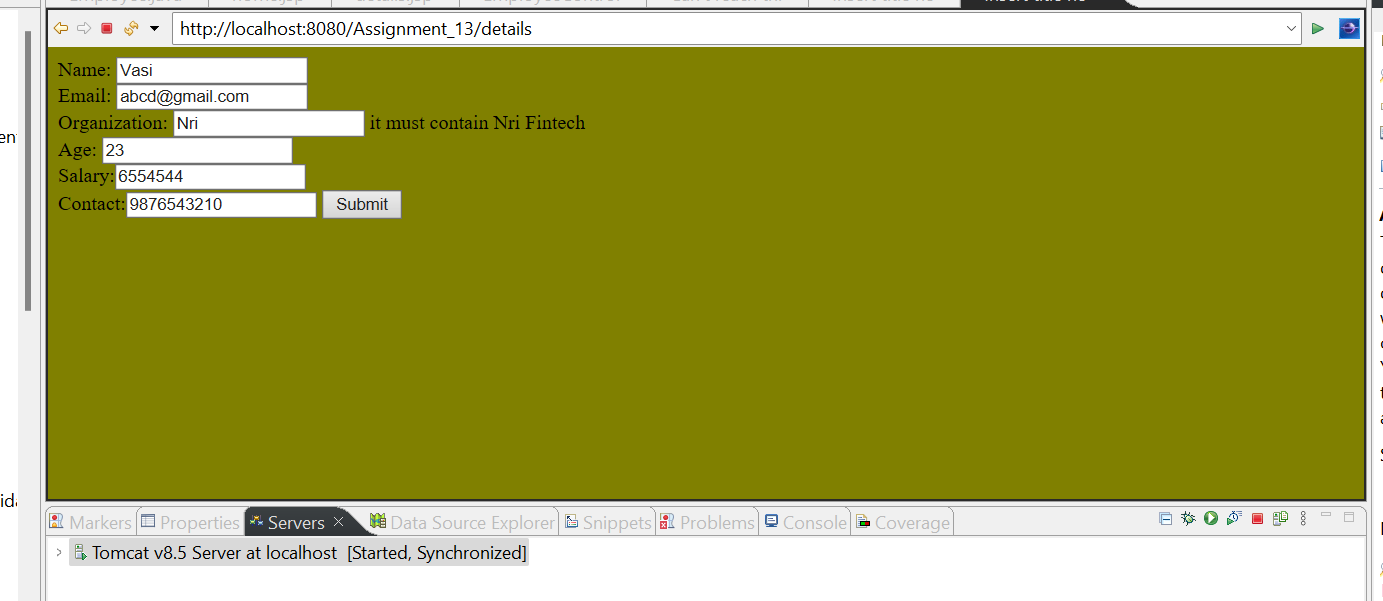 http://localhost:8080/Assignment_13/details
Name: Vasi
Email: abcd@gmail.com
Organization: Nri it must contain Nri Fintech
Age: 23
Salary: 6554544
Contact: 9876543210 Submit
Markers Properties Servers Data Source Explorer Snippets Problems Console Coverage
Tomcat v8.5 Server at localhost [Started, Synchronized]